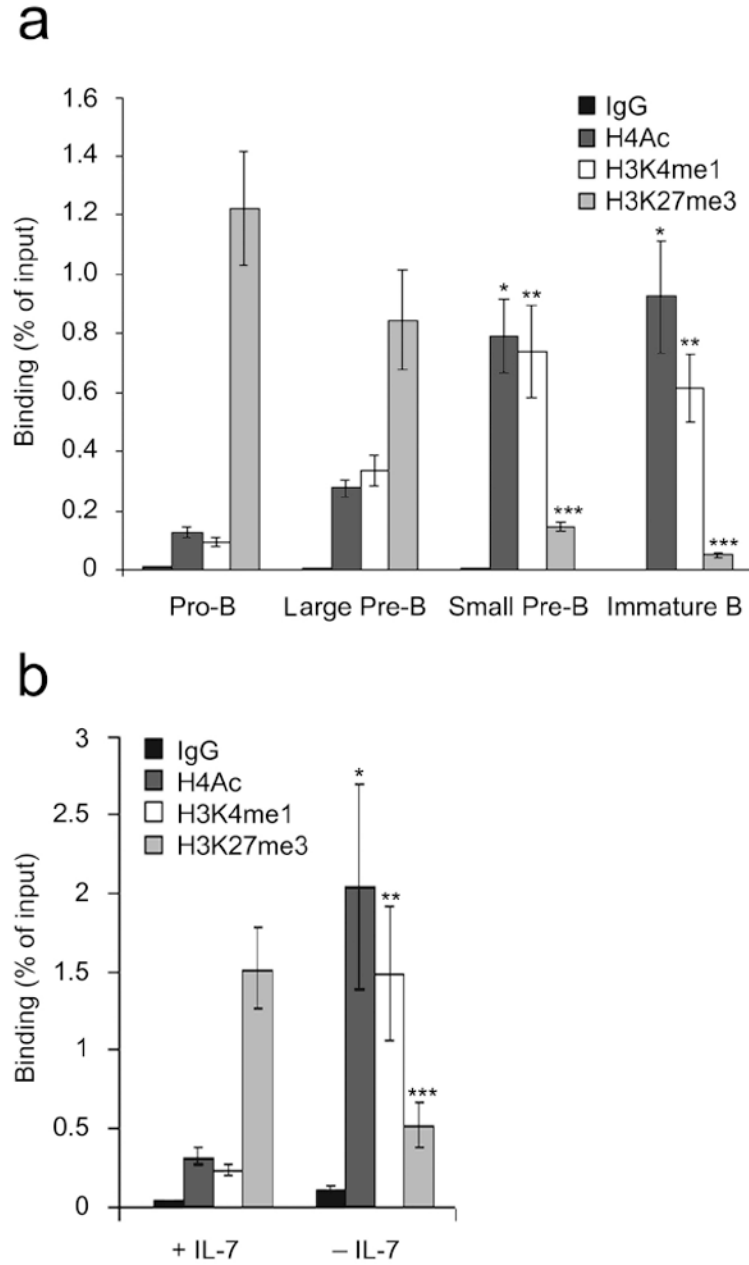 a
Binding (% of input)
1.6
1.4
1.2
1.0
0.8
0.6
0.4
0.2
0
IgG
H4Ac
H3K4me1
H3K27me3
*
**
***
*
**
***
Pro-B Large Pre-B Small Pre-B Immature B
b
Binding (% of input)
3
2.5
2
1.5
1
0.5
0
IgG
H4Ac
H3K4me1
H3K27me3
*
**
***
+ IL-7 – IL-7